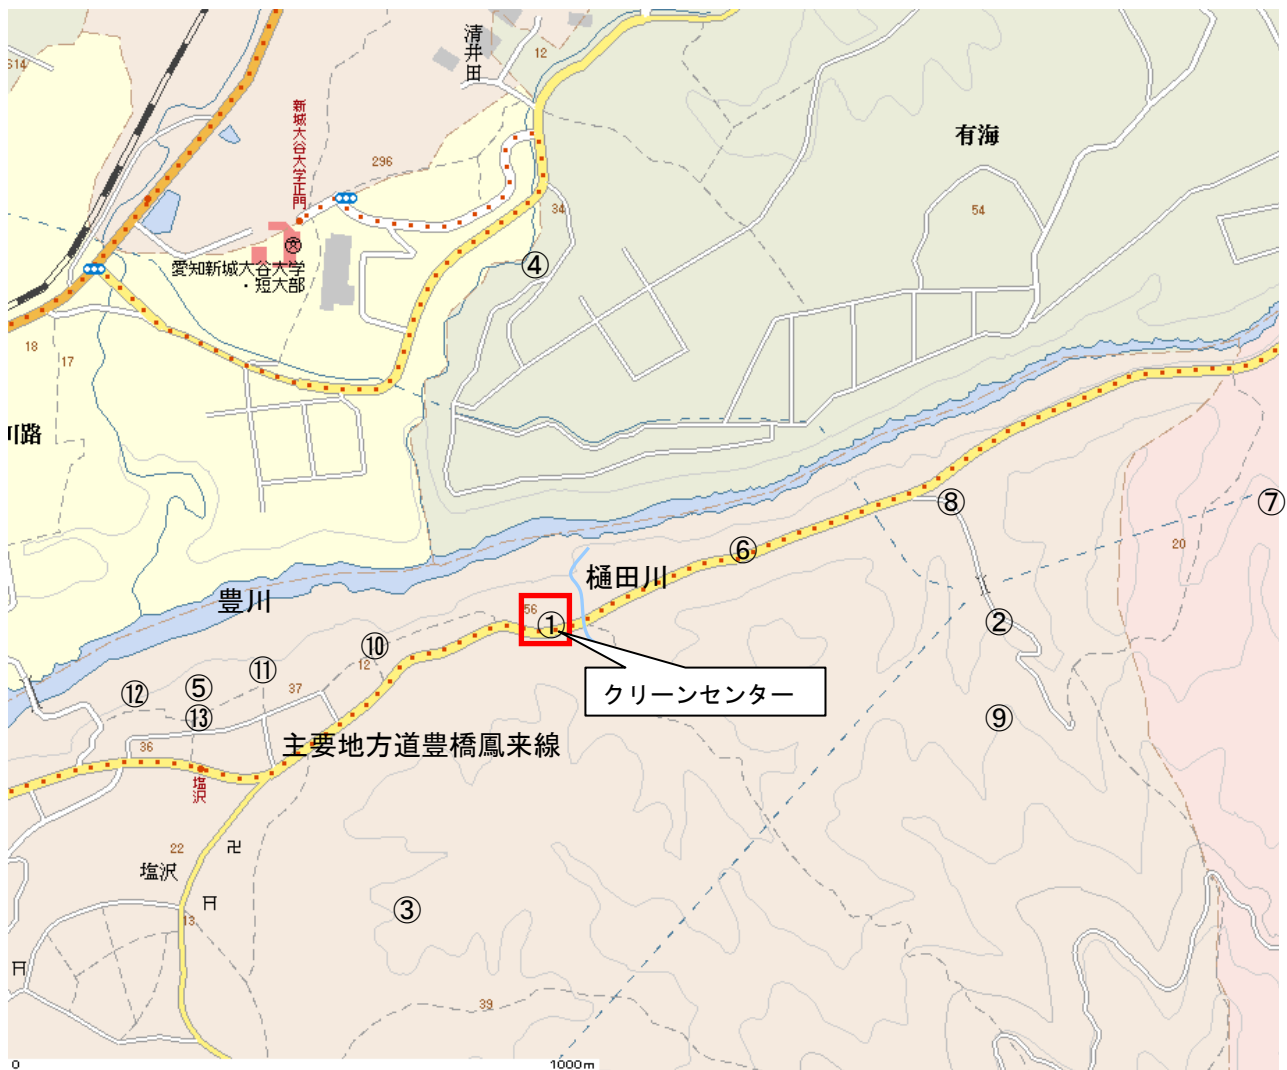 清井田
12
614
新城大谷大学正門
有海
296
54
34
④
愛知新城大谷大学
・短大部
18
17
川路
⑧
⑦
20
⑥
樋田川
豊川
56
①
②
⑩
12
⑪
⑤
⑫
37
⑬
クリーンセンター
⑨
主要地方道豊橋鳳来線
36
塩沢
22
卍
塩沢
③
13
39
0
1000m